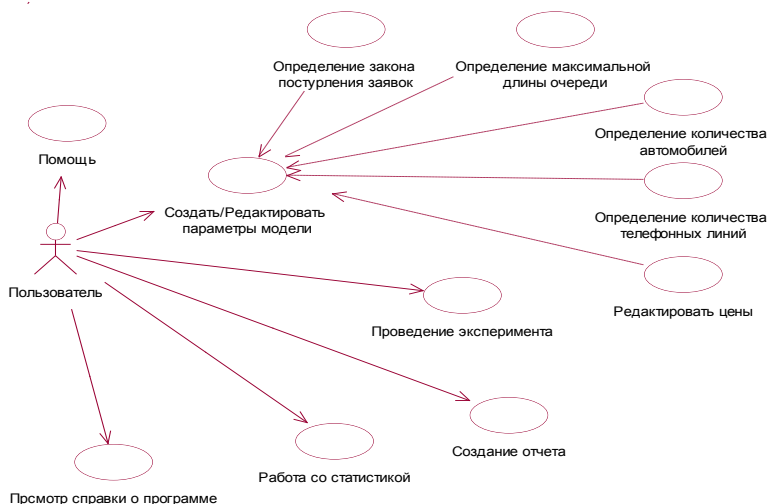 Определение закона
постурления заявок
Определение максимальной
длины очереди
Определение количества
автомобилей
Помощь
Создать/Редактировать
параметры модели
Определение количества
телефонных линий
Пользователь
Редактировать цены
Проведение эксперимента
Создание отчета
Работа со статистикой
Прсмотр справки о программе